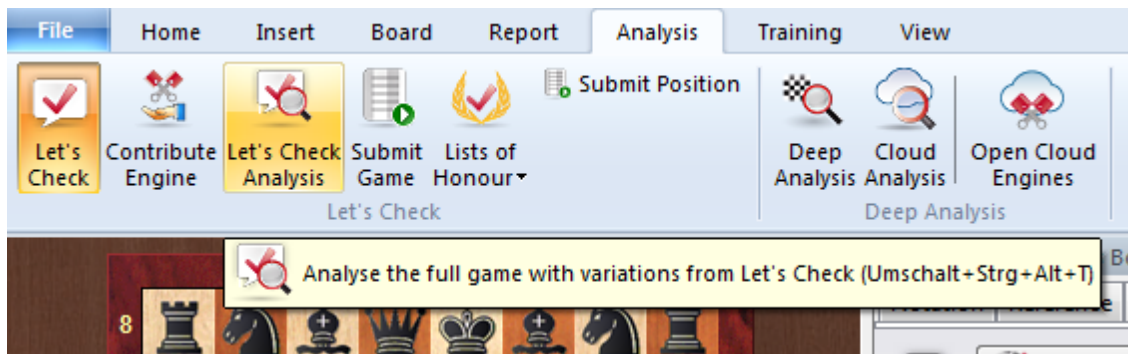 File Home Insert Board Report Analysis Training View
Submit Position
Let's Contribute Let's Check Submit Lists of Deep Cloud Open Cloud
Check Engine Analysis Game Honour Analysis Analysis Engines
Let's Check Deep Analysis
Analyse the full game with variations from Let's Check (Umschalt+Strg+Alt+T)
8